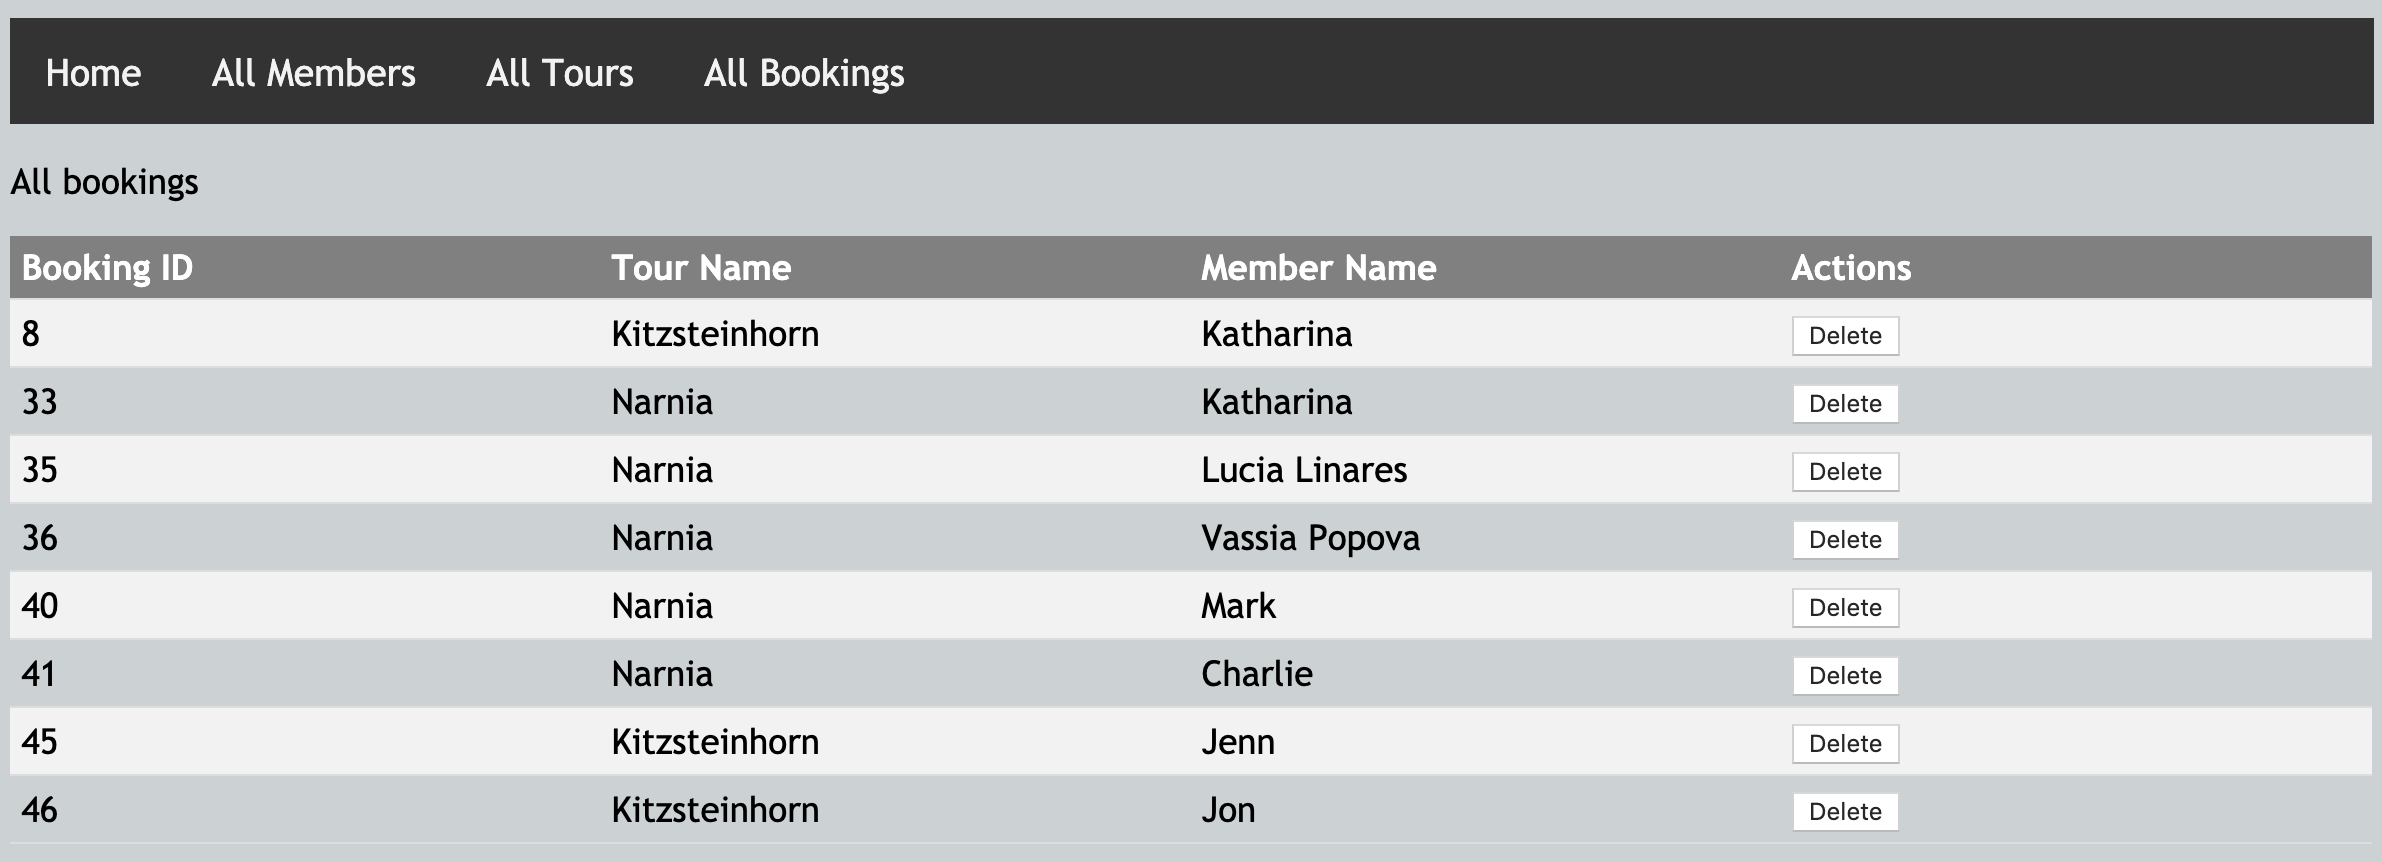 Home All Members All Tours All Bookings
All bookings
Booking ID Tour Name Member Name Actions
8 Kitzsteinhorn Katharina Delete
33 Narnia Katharina Delete
35 Narnia Lucia Linares Delete
36 Narnia Vassia Popova Delete
40 Narnia Mark Delete
41 Narnia Charlie Delete
45 Kitzsteinhorn Jenn Delete
46 Kitzsteinhorn Jon Delete